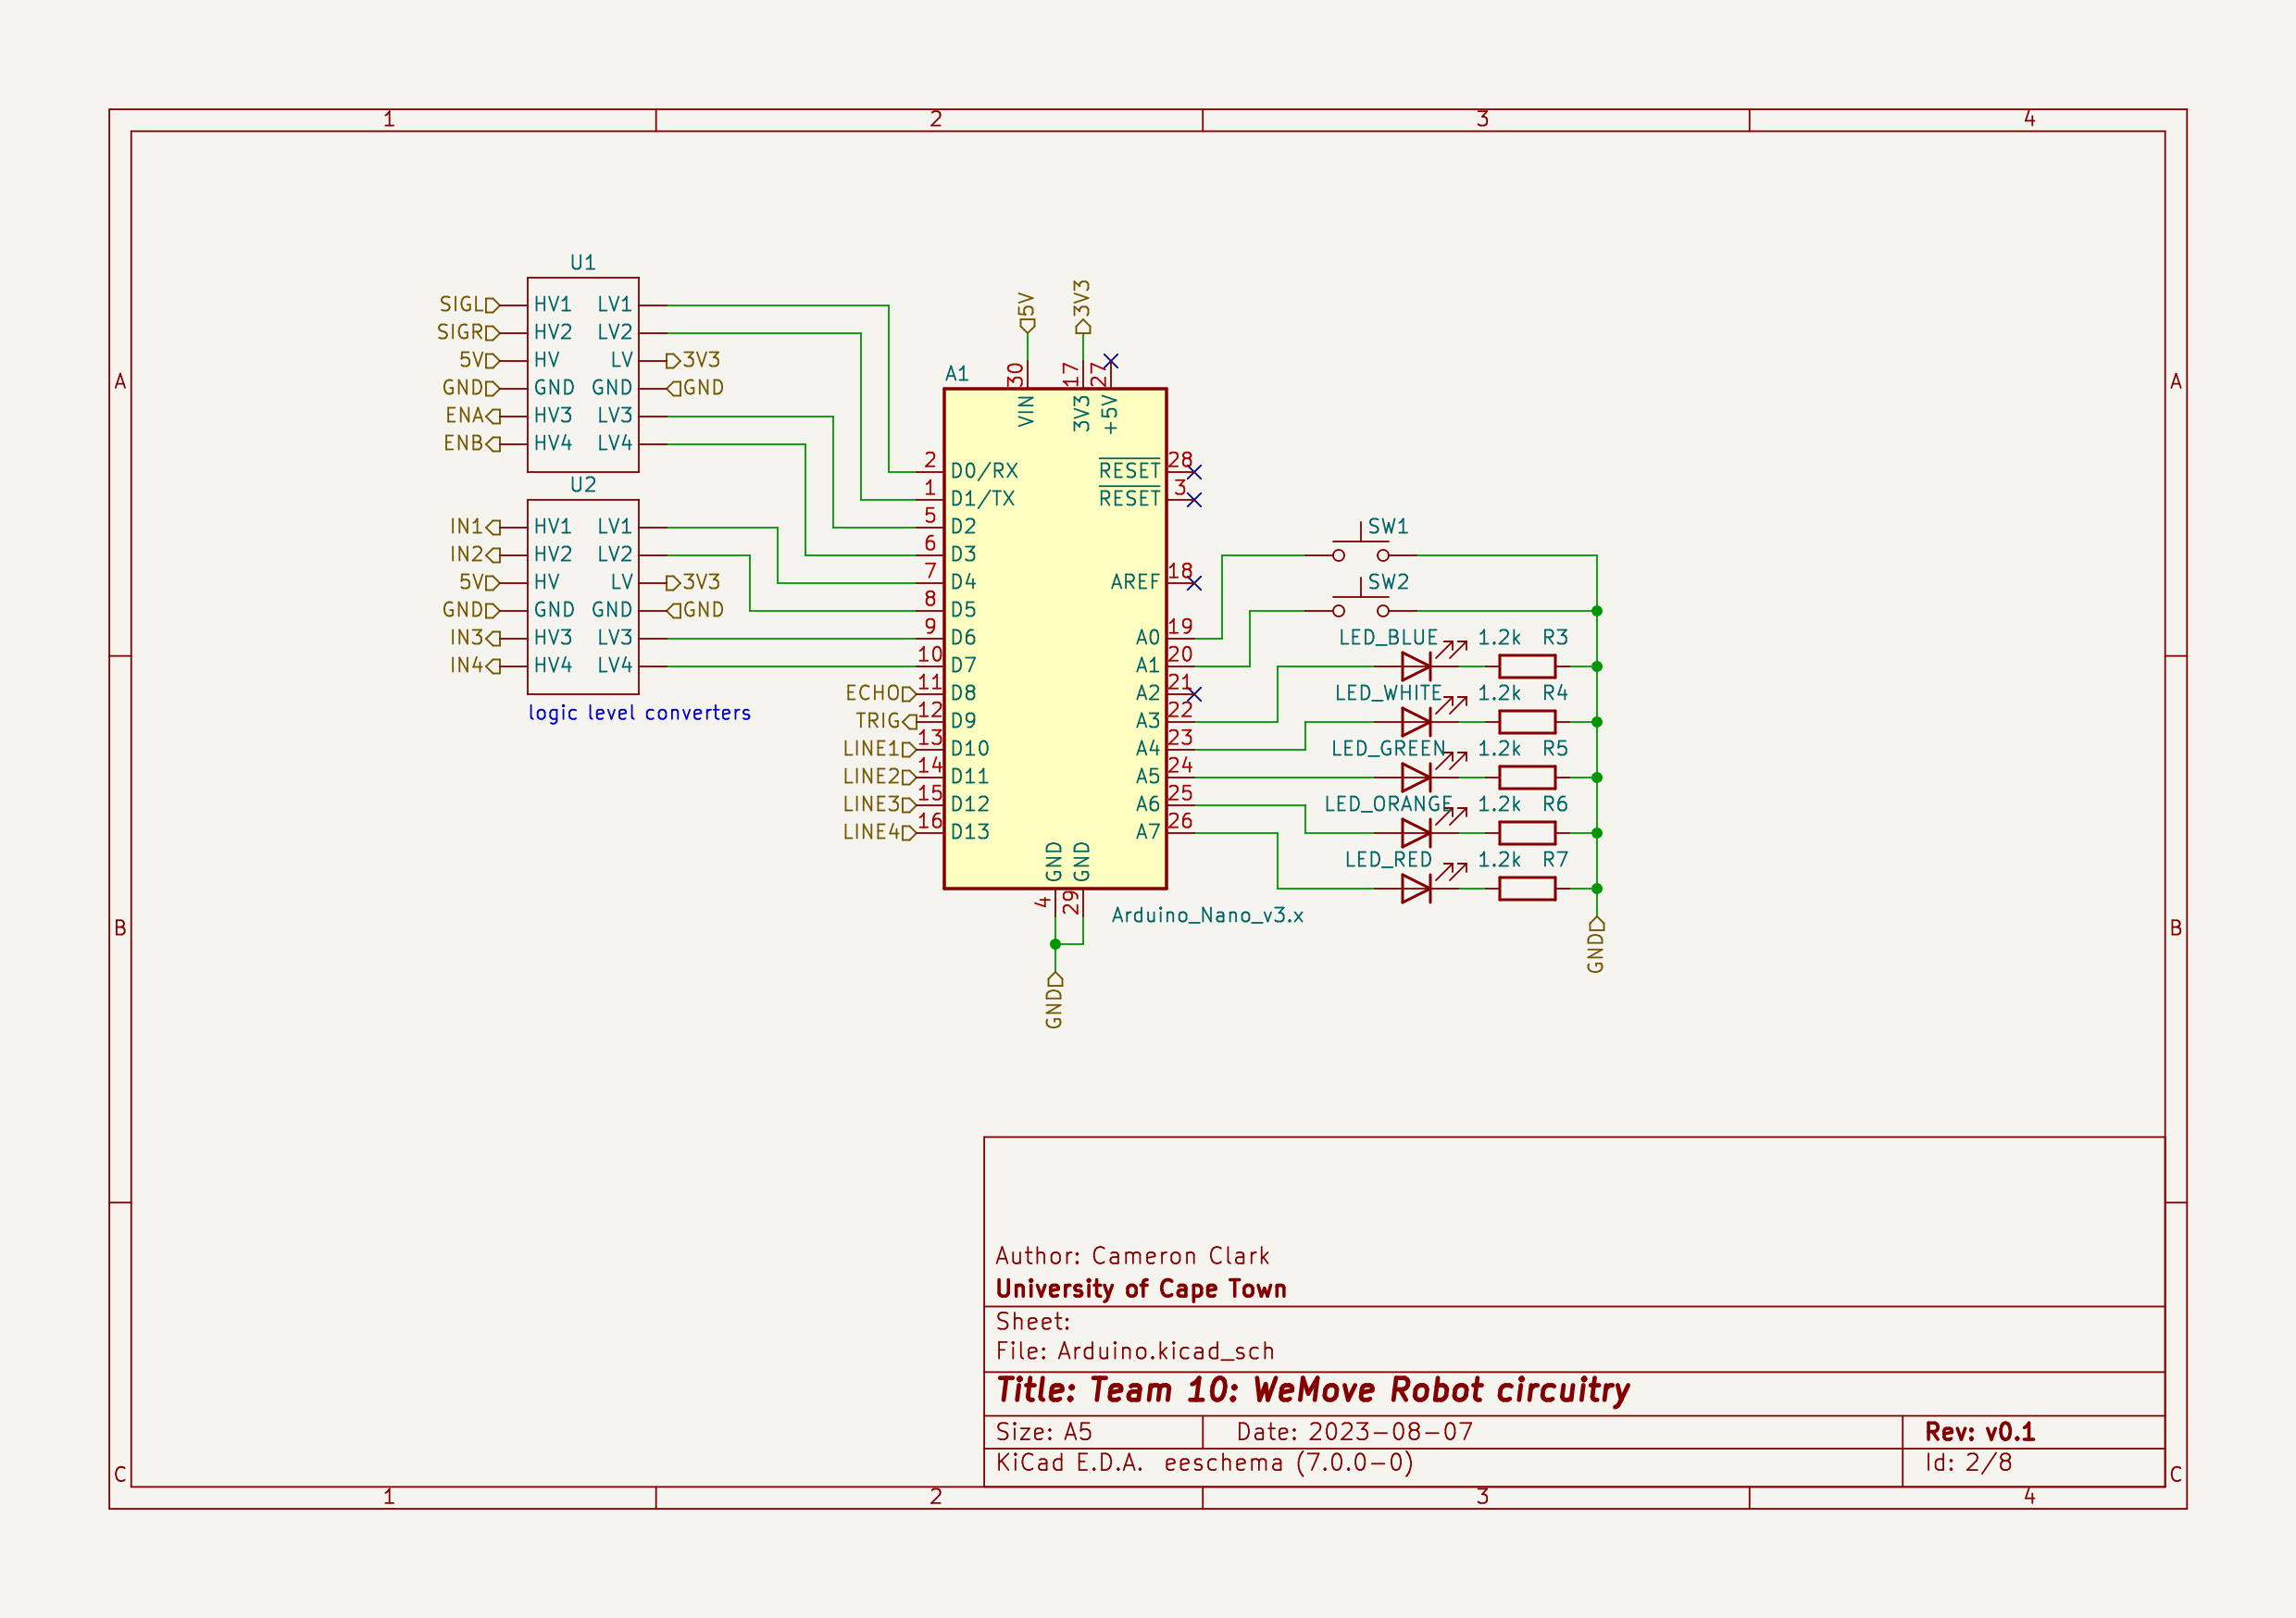 1 2 3 4
U1
SIGL HV1 LV1
SIGR HV2 LV2
5V HV LV 3V3
GND GND GND GND
ENA HV3 LV3
ENB HV4 LV4
U2
IN1 HV1 LV1
IN2 HV2 LV2
5V HV LV 3V3
GND GND GND GND
IN3 HV3 LV3
IN4 HV4 LV4
logic level converters
5V 3V3
A1
30 17 27
VIN 3V3 +5V
2 D0/RX RESET 28
1 D1/TX RESET 3
5 D2
6 D3
7 D4 AREF 18
8 D5
9 D6 A0 19
10 D7 A1 20
ECHO 11 D8 A2 21
TRIG 12 D9 A3 22
LINE1 13 D10 A4 23
LINE2 14 D11 A5 24
LINE3 15 D12 A6 25
LINE4 16 D13 A7 26
GND GND
4 29
Arduino_Nano_v3.x
GND
SW1
SW2
LED_BLUE 1.2k R3
LED_WHITE 1.2k R4
LED_GREEN 1.2k R5
LED_ORANGE 1.2k R6
LED_RED 1.2k R7
GND
A A
B B
C C
Author: Cameron Clark
University of Cape Town
Sheet:
File: Arduino.kicad_sch
Title: Team 10: WeMove Robot circuitry
Size: A5 Date: 2023-08-07 Rev: v0.1
KiCad E.D.A. eeschema (7.0.0-0) Id: 2/8
1 2 3 4